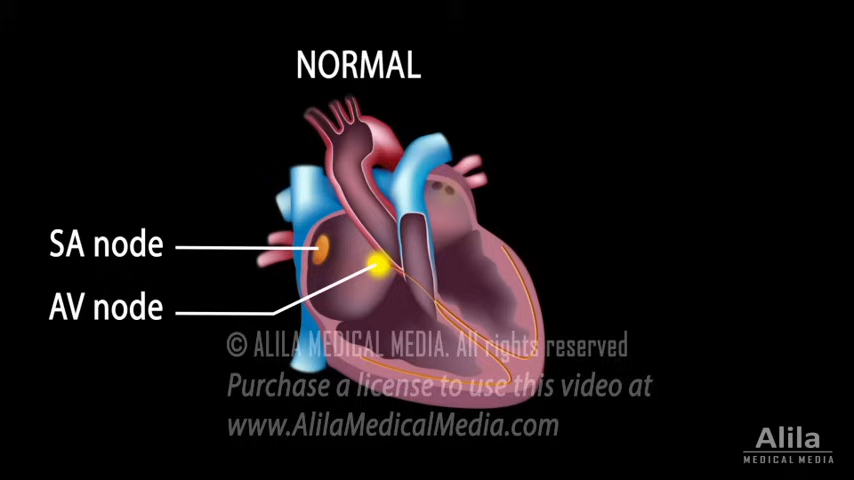 NORMAL
SA node
AV node
© ALILA MEDICAL MEDIA. All rights reserved
Purchase a license to use this video at
www.AlilaMedicalMedia.com
Alila
MEDICAL MEDIA